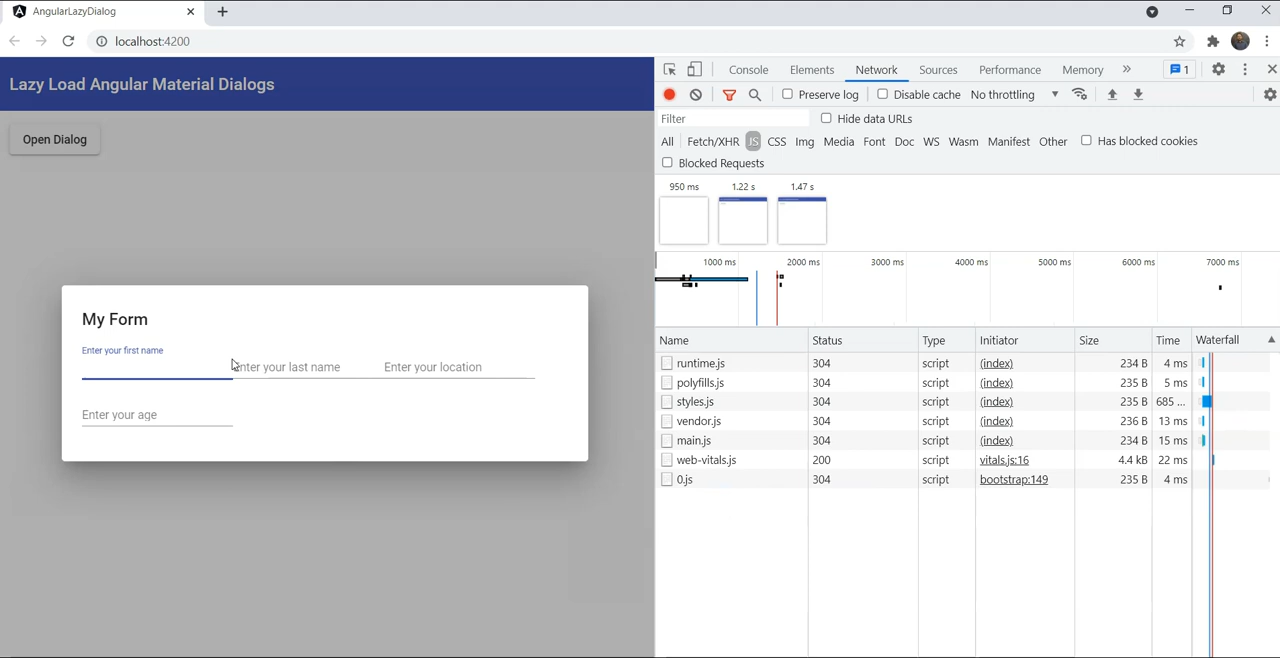 AngularLazyDialog
localhost:4200
Lazy Load Angular Material Dialogs
Open Dialog
My Form
Enter your first name
nter your last name
Enter your location
Enter your age
Console Elements Network Sources Performance Memory » 1
Preserve log Disable cache No throttling
Filter Hide data URLs
All Fetch/XHR JS CSS Img Media Font Doc WS Wasm Manifest Other Has blocked cookies
Blocked Requests
950 ms 1.22 s 1.47 s
1000 ms 2000 ms 3000 ms 4000 ms 5000 ms 6000 ms 7000 ms
Name Status Type Initiator Size Time Waterfall
runtime.js 304 script (index) 234 B 4 ms
polyfills.js 304 script (index) 235 B 5 ms
styles.js 304 script (index) 235 B 685 ...
vendor.js 304 script (index) 236 B 13 ms
main.js 304 script (index) 234 B 15 ms
web-vitals.js 200 script vitals.js:16 4.4 kB 22 ms
0.js 304 script bootstrap:149 235 B 4 ms